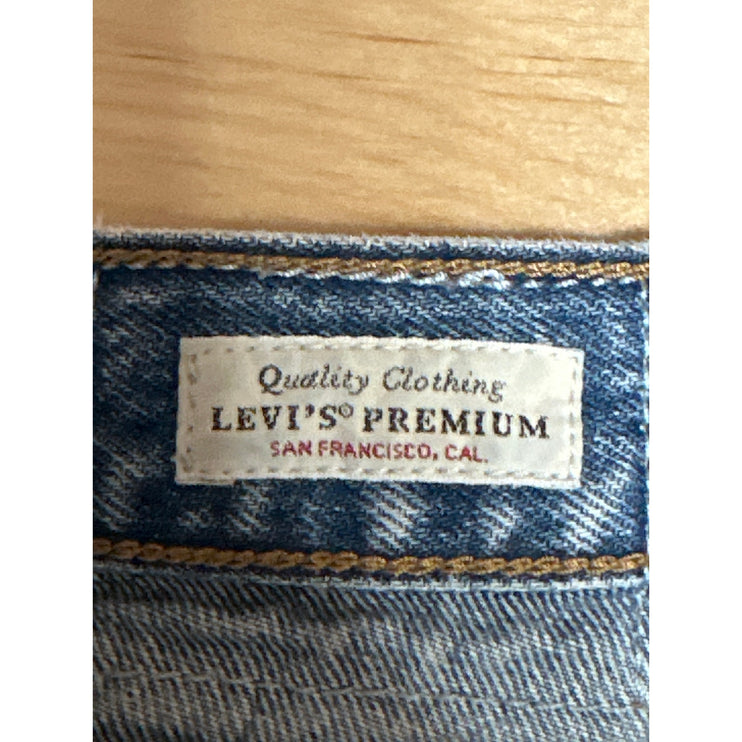 Quality Clothing
LEVI'S® PREMIUM
SAN FRANCISCO, CAL.